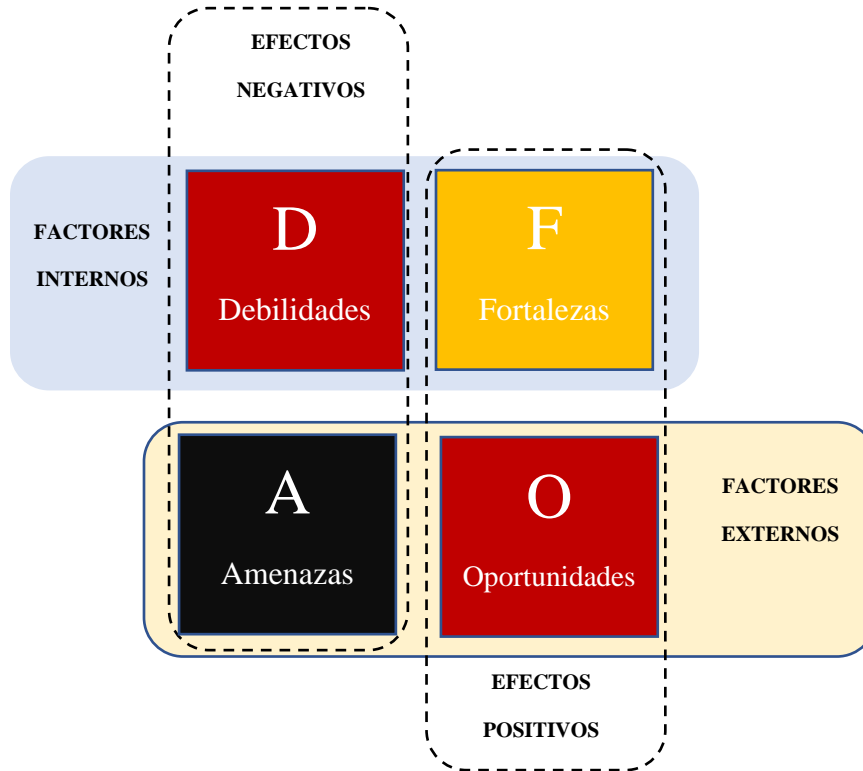 EFECTOS
NEGATIVOS
FACTORES
INTERNOS
D
Debilidades
F
Fortalezas
A
Amenazas
O
Oportunidades
FACTORES
EXTERNOS
EFECTOS
POSITIVOS